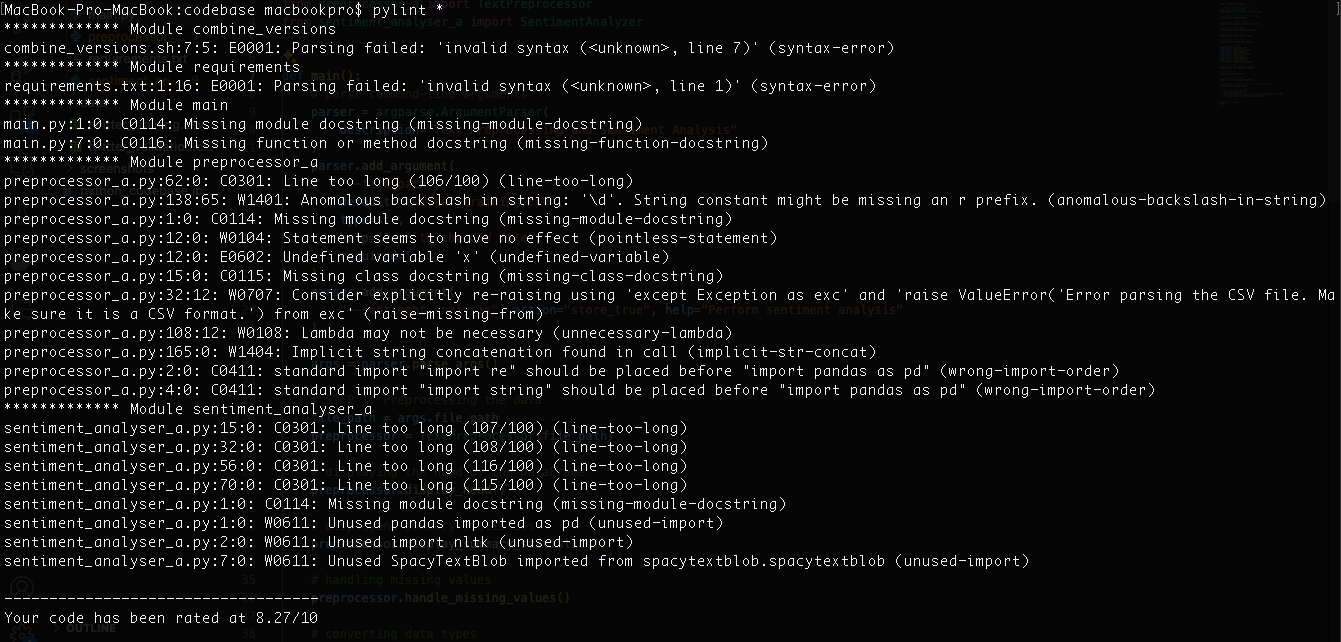 [MacBook-Pro-MacBook:codebase macbookpro$ pylint *
************* Module combine_versions
combine_versions.sh:7:5: E0001: Parsing failed: 'invalid syntax (<unknown>, line 7)' (syntax-error)
************* Module requirements
requirements.txt:1:16: E0001: Parsing failed: 'invalid syntax (<unknown>, line 1)' (syntax-error)
************* Module main
main.py:1:0: C0114: Missing module docstring (missing-module-docstring)
main.py:7:0: C0116: Missing function or method docstring (missing-function-docstring)
************* Module preprocessor_a
preprocessor_a.py:62:0: C0301: Line too long (106/100) (line-too-long)
preprocessor_a.py:138:65: W1401: Anomalous backslash in string: '\d'. String constant might be missing an r prefix. (anomalous-backslash-in-string)
preprocessor_a.py:1:0: C0114: Missing module docstring (missing-module-docstring)
preprocessor_a.py:12:0: W0104: Statement seems to have no effect (pointless-statement)
preprocessor_a.py:12:0: E0602: Undefined variable 'x' (undefined-variable)
preprocessor_a.py:15:0: C0115: Missing class docstring (missing-class-docstring)
preprocessor_a.py:32:12: W0707: Consider explicitly re-raising using 'except Exception as exc' and 'raise ValueError('Error parsing the CSV file. Ma
ke sure it is a CSV format.') from exc' (raise-missing-from)
preprocessor_a.py:108:12: W0108: Lambda may not be necessary (unnecessary-lambda)
preprocessor_a.py:165:0: W1404: Implicit string concatenation found in call (implicit-str-concat)
preprocessor_a.py:2:0: C0411: standard import "import re" should be placed before "import pandas as pd" (wrong-import-order)
preprocessor_a.py:4:0: C0411: standard import "import string" should be placed before "import pandas as pd" (wrong-import-order)
************* Module sentiment_analyser_a
sentiment_analyser_a.py:15:0: C0301: Line too long (107/100) (line-too-long)
sentiment_analyser_a.py:32:0: C0301: Line too long (108/100) (line-too-long)
sentiment_analyser_a.py:56:0: C0301: Line too long (116/100) (line-too-long)
sentiment_analyser_a.py:70:0: C0301: Line too long (115/100) (line-too-long)
sentiment_analyser_a.py:1:0: C0114: Missing module docstring (missing-module-docstring)
sentiment_analyser_a.py:1:0: W0611: Unused pandas imported as pd (unused-import)
sentiment_analyser_a.py:2:0: W0611: Unused import nltk (unused-import)
sentiment_analyser_a.py:7:0: W0611: Unused SpacyTextBlob imported from spacytextblob.spacytextblob (unused-import)
35 # handling missing values
-----------------------------------
preprocessor.handle_missing_values()
Your code has been rated at 8.27/10
OUTLINE
38 # converting data types